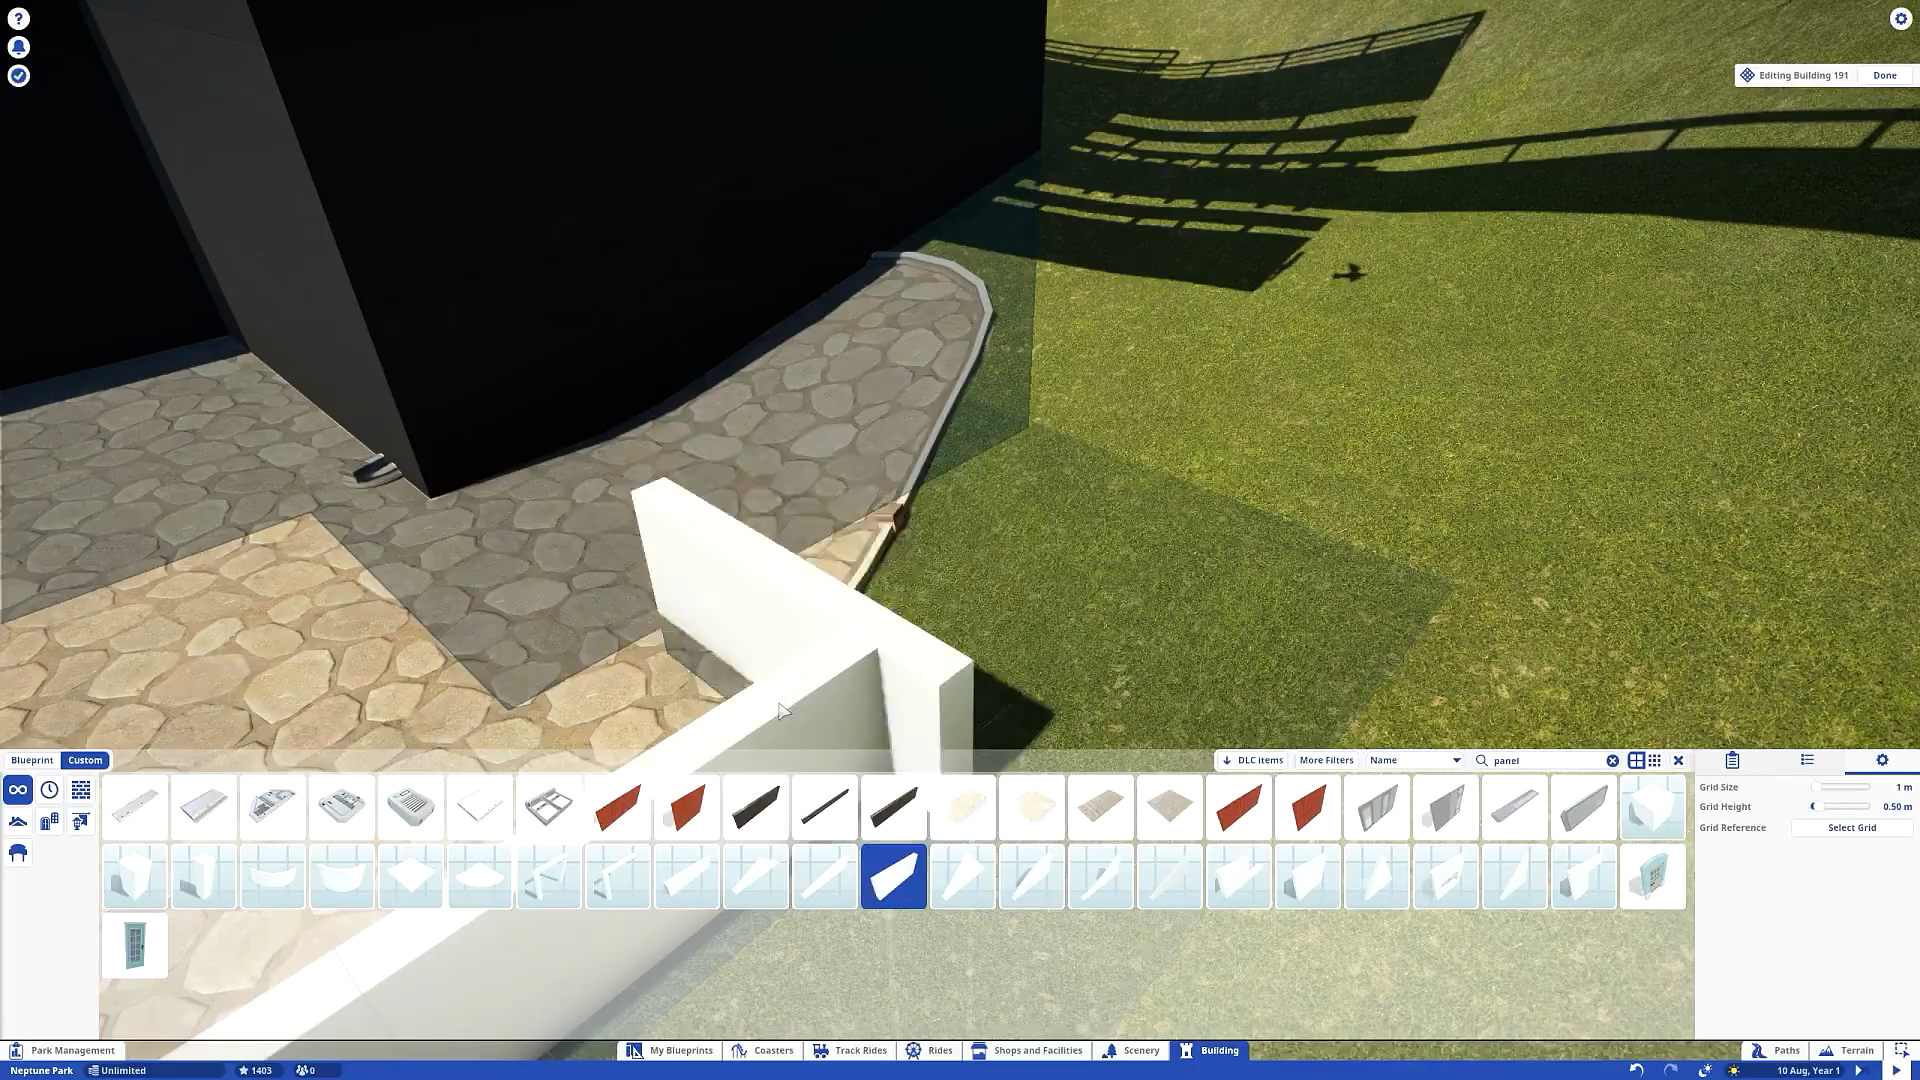 ?
Editing Building 191 Done
Blueprint Custom
DLC items More Filters Name panel
Grid Size 1 m
Grid Height 0.50 m
Grid Reference Select Grid
Park Management My Blueprints Coasters Track Rides Rides Shops and Facilities Scenery Building Paths Terrain
Neptune Park Unlimited 1403 0 10 Aug, Year 1